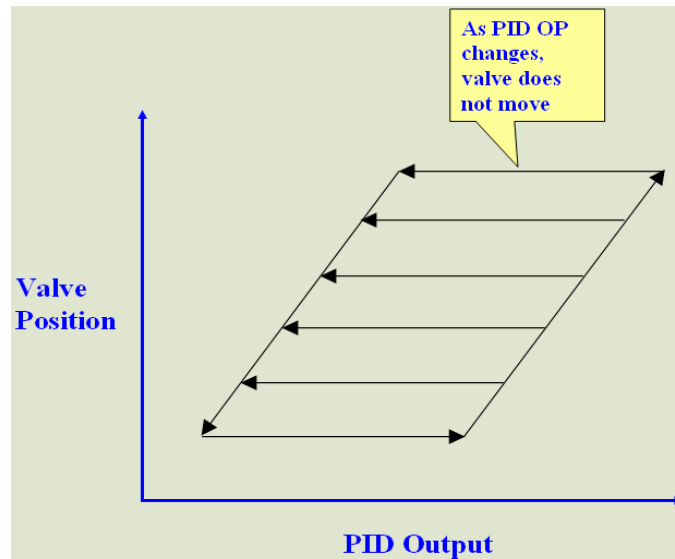 As PID OP
changes,
valve does
not move
Valve
Position
PID Output